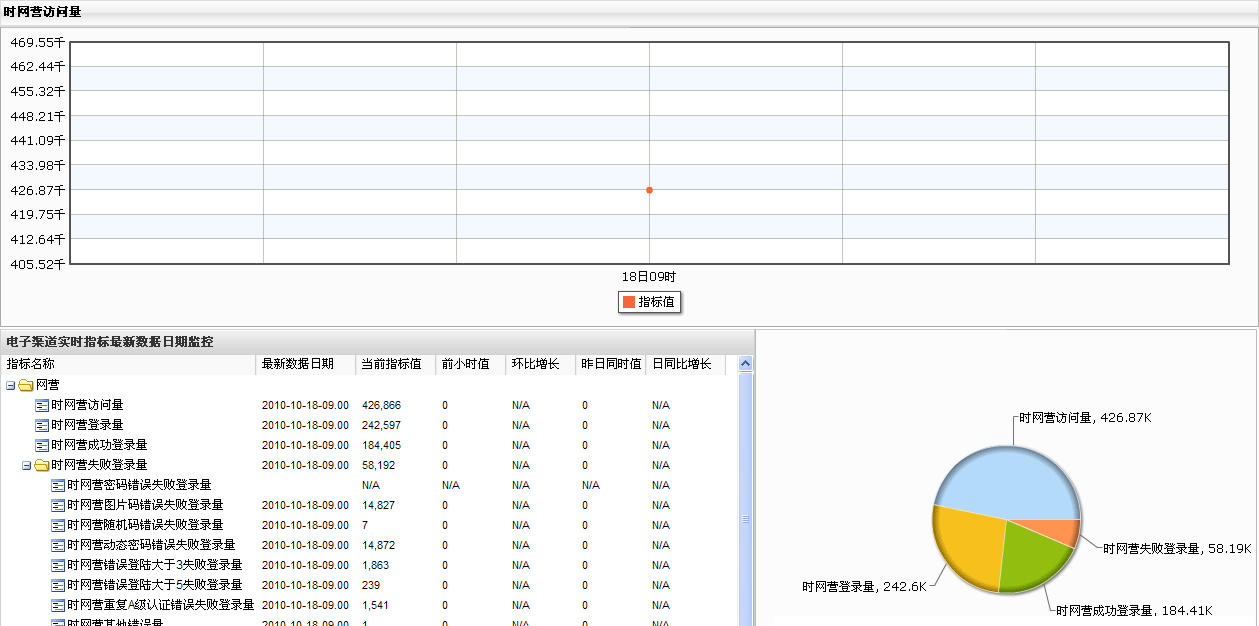 时网营访问量
469.55千
462.44千
455.32千
448.21千
441.09千
433.98千
426.87千
419.75千
412.64千
405.52千
18日09时
指标值
电子渠道实时指标最新数据日期监控
指标名称 最新数据日期 当前指标值 前小时值 环比增长 昨日同时值 日同比增长
网营
时网营访问量 2010-10-18-09.00 426,866 0 N/A 0 N/A
时网营登录量 2010-10-18-09.00 242,597 0 N/A 0 N/A
时网营成功登录量 2010-10-18-09.00 184,405 0 N/A 0 N/A
时网营失败登录量 2010-10-18-09.00 58,192 0 N/A 0 N/A
时网营密码错误失败登录量 N/A N/A N/A N/A N/A
时网营图片码错误失败登录量 2010-10-18-09.00 14,827 0 N/A 0 N/A
时网营随机码错误失败登录量 2010-10-18-09.00 7 0 N/A 0 N/A
时网营动态密码错误失败登录量 2010-10-18-09.00 14,872 0 N/A 0 N/A
时网营错误登陆大于3失败登录量 2010-10-18-09.00 1,863 0 N/A 0 N/A
时网营错误登陆大于5失败登录量 2010-10-18-09.00 239 0 N/A 0 N/A
时网营重复A级认证错误失败登录量 2010-10-18-09.00 1,541 0 N/A 0 N/A
时网营其他错误量 2010-10-18-09.00 1 0 N/A 0 N/A
时网营访问量, 426.87K
时网营失败登录量, 58.19K
时网营登录量, 242.6K
时网营成功登录量, 184.41K